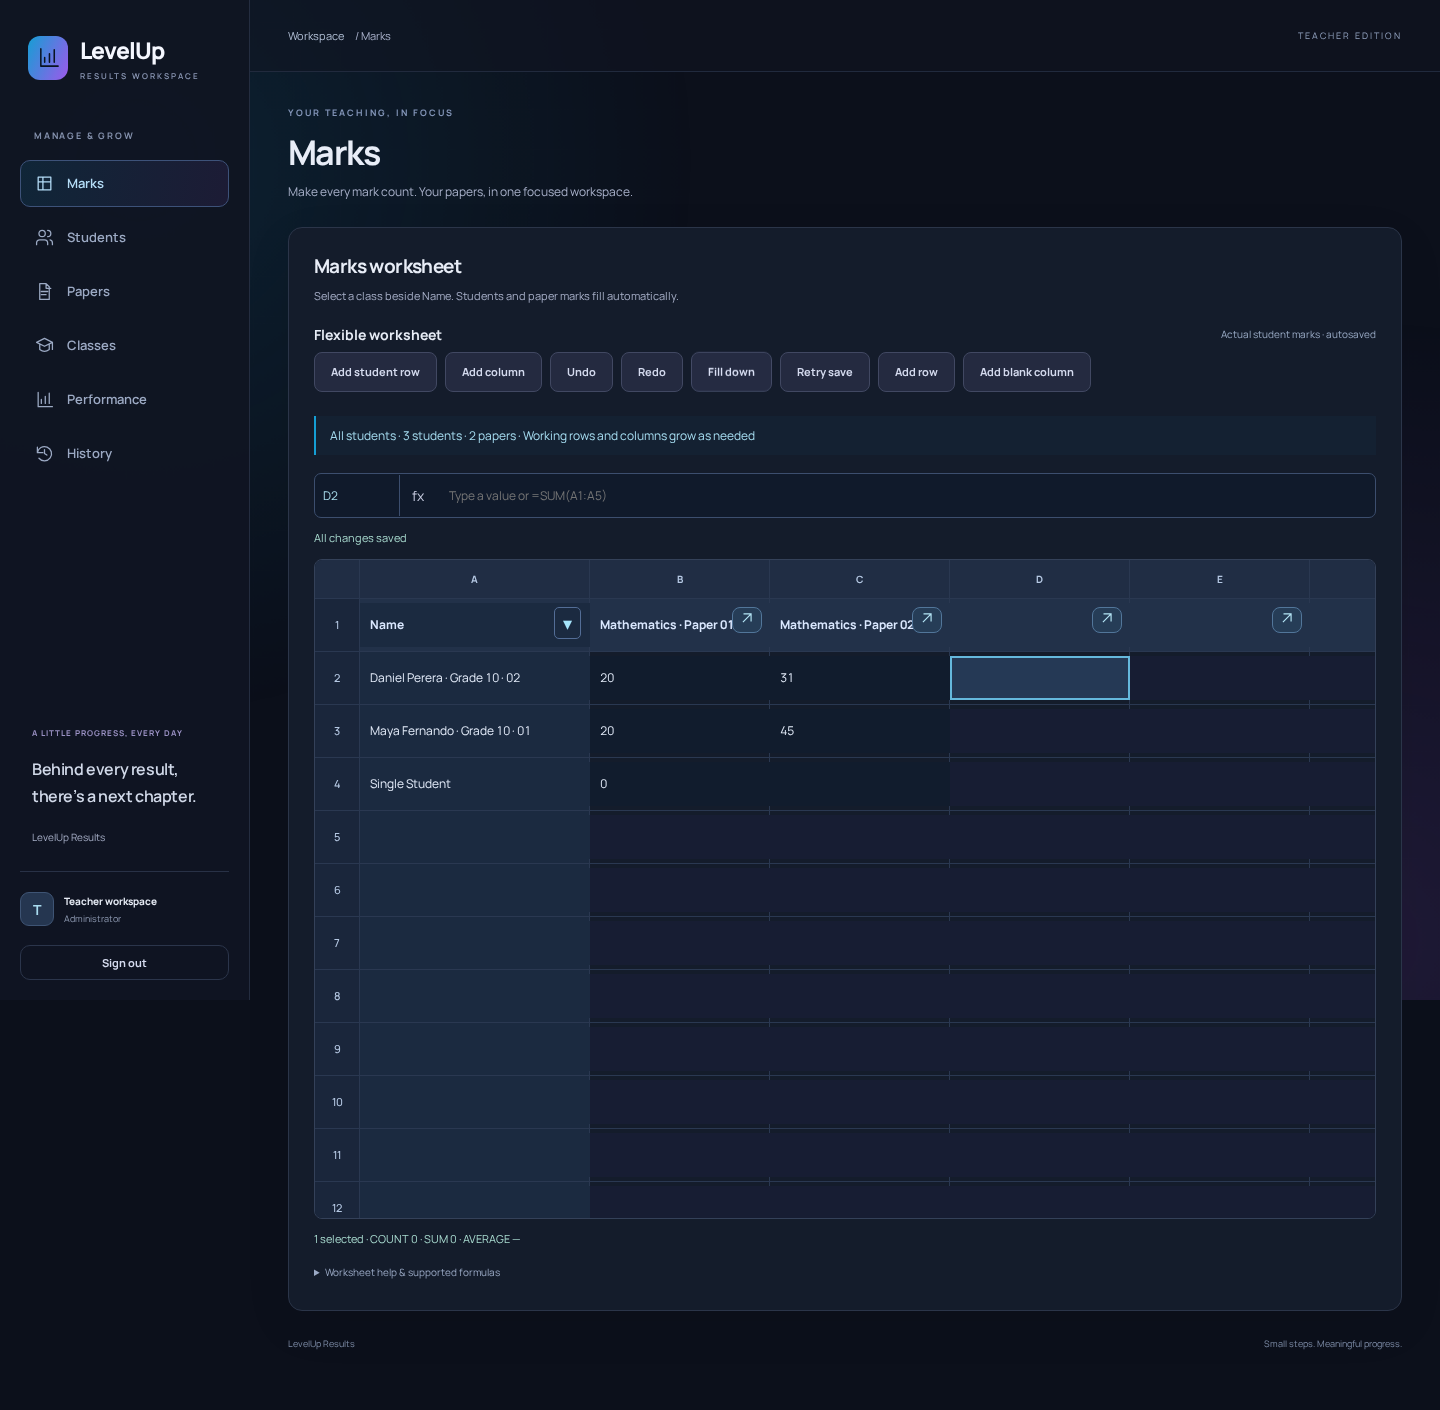 LevelUp
RESULTS WORKSPACE
MANAGE & GROW
Marks
Students
Papers
Classes
Performance
History
A LITTLE PROGRESS, EVERY DAY
Behind every result,
there's a next chapter.
LevelUp Results
T
Teacher workspace
Administrator
Sign out
Workspace / Marks
TEACHER EDITION
YOUR TEACHING, IN FOCUS
Marks
Make every mark count. Your papers, in one focused workspace.
Marks worksheet
Select a class beside Name. Students and paper marks fill automatically.
Flexible worksheet
Actual student marks · autosaved
Add student row Add column Undo Redo Fill down Retry save Add row Add blank column
All students · 3 students · 2 papers · Working rows and columns grow as needed
D2 fx Type a value or =SUM(A1:A5)
All changes saved
A B C D E
1 Name Mathematics · Paper 01 Mathematics · Paper 02
2 Daniel Perera · Grade 10 · 02 20 31
3 Maya Fernando · Grade 10 · 01 20 45
4 Single Student 0
5
6
7
8
9
10
11
12
1 selected · COUNT 0 · SUM 0 · AVERAGE —
Worksheet help & supported formulas
LevelUp Results
Small steps. Meaningful progress.